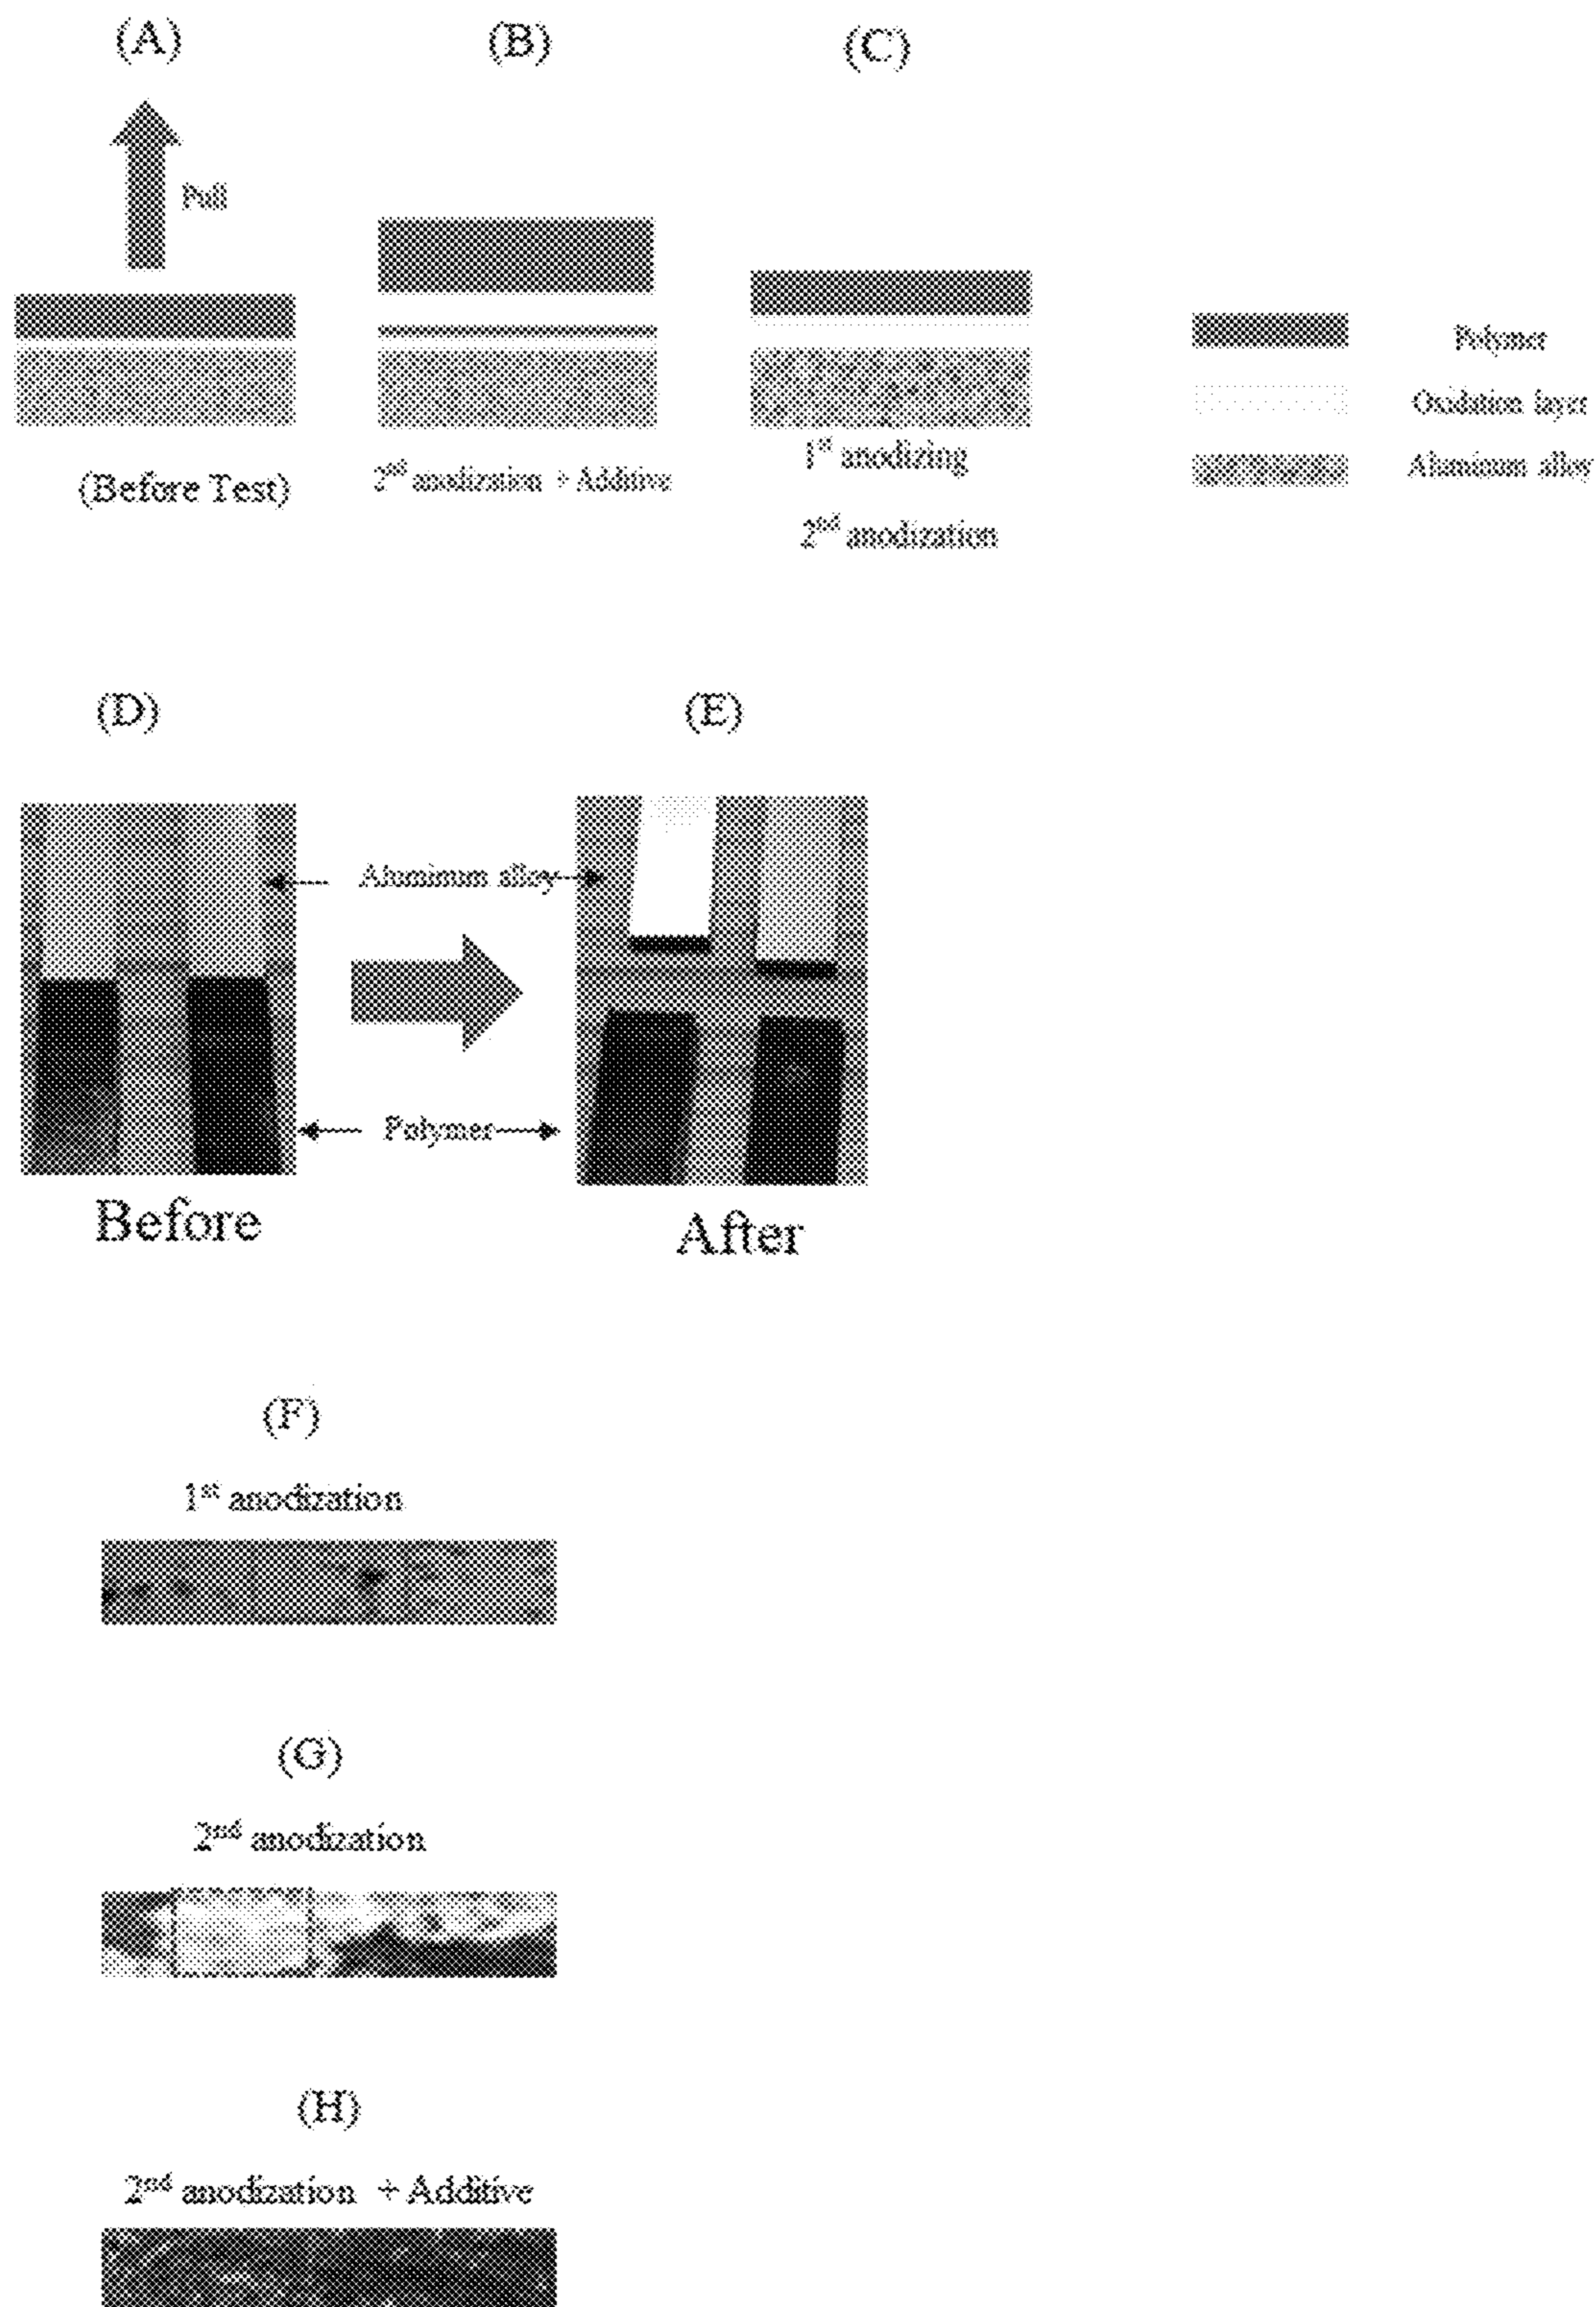 (A)
(B)
(C)
Pull
(Before Test)
2nd anodization + Additive
1st anodizing
2nd anodization
Polymer
Oxidation layer
Aluminum alloy
(D)
(E)
Aluminum alloy
Polymer
Before
After
(F)
1st anodization
(G)
2nd anodization
(H)
2nd anodization + Additive